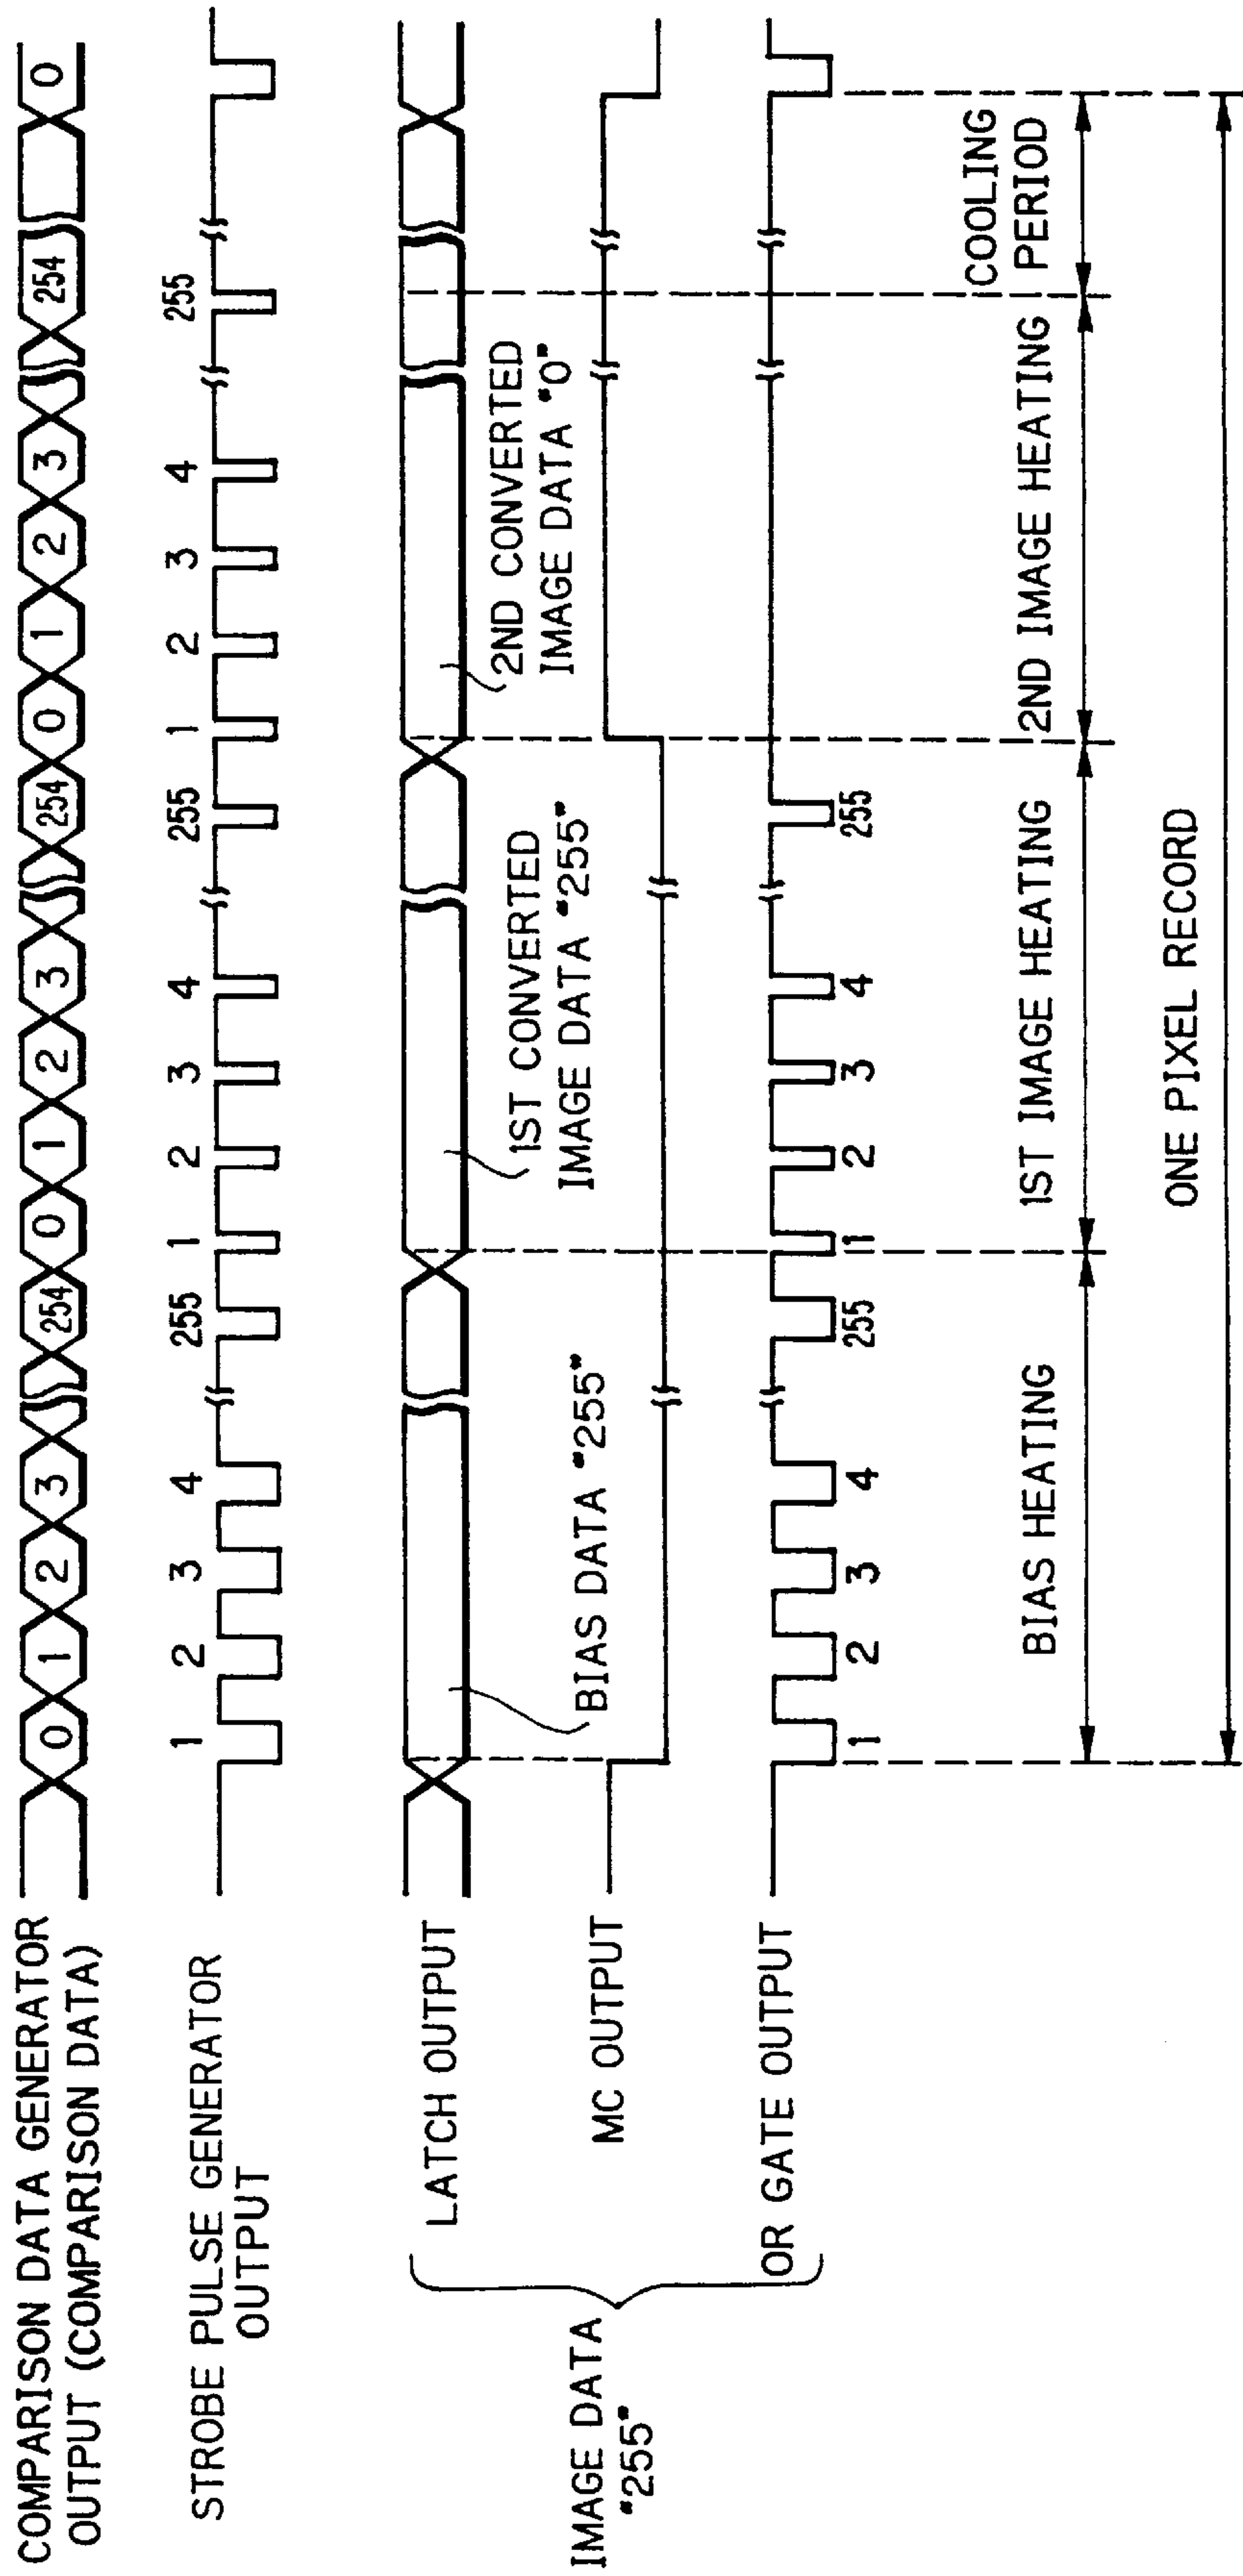 COMPARISON DATA GENERATOR
OUTPUT (COMPARISON DATA)
0 1 2 3 254 0 1 2 3 254 0 1 2 3 254 0
STROBE PULSE GENERATOR
OUTPUT
1 2 3 4 255 1 2 3 4 255 1 2 3 4 255
IMAGE DATA
"255"
LATCH OUTPUT
BIAS DATA "255"
1ST CONVERTED
IMAGE DATA "255"
2ND CONVERTED
IMAGE DATA "0"
MC OUTPUT
OR GATE OUTPUT
1 2 3 4 255 1 2 3 4 255
BIAS HEATING
1ST IMAGE HEATING
2ND IMAGE HEATING
COOLING
PERIOD
ONE PIXEL RECORD